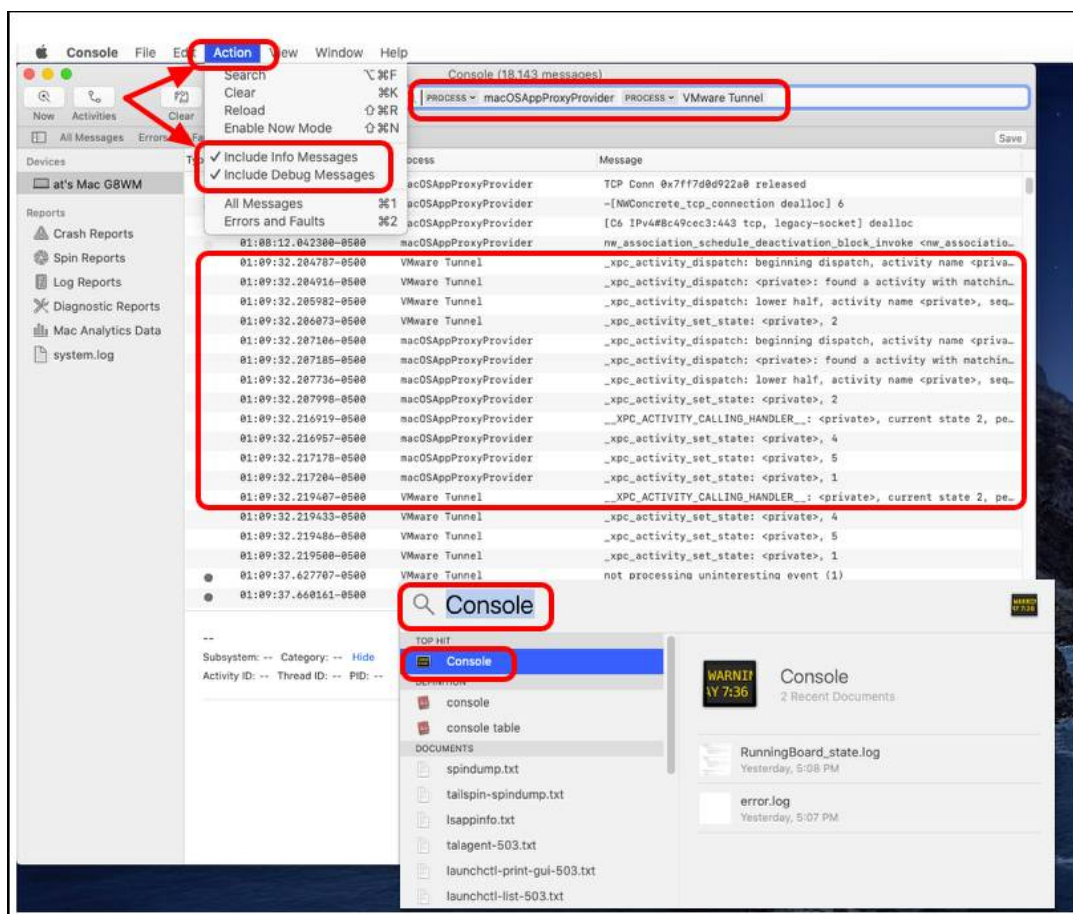 Console File Edit Action View Window Help
Search ⌥⌘F
Clear ⌘K
Reload ⇧⌘R
Enable Now Mode ⇧⌘N
✓ Include Info Messages
✓ Include Debug Messages
All Messages ⌘1
Errors and Faults ⌘2
Console (18,143 messages)
PROCESS macOSAppProxyProvider PROCESS VMware Tunnel
Now Activities Clear
All Messages Errors Save
Devices
at's Mac G8WM
Reports
Crash Reports
Spin Reports
Log Reports
Diagnostic Reports
Mac Analytics Data
system.log
Message
TCP Conn 0x7ff7d0d922a0 released
-[NWConcrete_tcp_connection dealloc] 6
[C6 IPv4#8c49cec3:443 tcp, legacy-socket] dealloc
01:08:12.042300-0500 macOSAppProxyProvider nw_association_schedule_deactivation_block_invoke <nw_associatio…
01:09:32.204787-0500 VMware Tunnel _xpc_activity_dispatch: beginning dispatch, activity name <priva…
01:09:32.204916-0500 VMware Tunnel _xpc_activity_dispatch: <private>: found a activity with matchin…
01:09:32.205982-0500 VMware Tunnel _xpc_activity_dispatch: lower half, activity name <private>, seq…
01:09:32.206073-0500 VMware Tunnel _xpc_activity_set_state: <private>, 2
01:09:32.207106-0500 macOSAppProxyProvider _xpc_activity_dispatch: beginning dispatch, activity name <priva…
01:09:32.207185-0500 macOSAppProxyProvider _xpc_activity_dispatch: <private>: found a activity with matchin…
01:09:32.207736-0500 macOSAppProxyProvider _xpc_activity_dispatch: lower half, activity name <private>, seq…
01:09:32.207998-0500 macOSAppProxyProvider _xpc_activity_set_state: <private>, 2
01:09:32.216919-0500 macOSAppProxyProvider __XPC_ACTIVITY_CALLING_HANDLER__: <private>, current state 2, pe…
01:09:32.216957-0500 macOSAppProxyProvider _xpc_activity_set_state: <private>, 4
01:09:32.217178-0500 macOSAppProxyProvider _xpc_activity_set_state: <private>, 5
01:09:32.217204-0500 macOSAppProxyProvider _xpc_activity_set_state: <private>, 1
01:09:32.219407-0500 VMware Tunnel __XPC_ACTIVITY_CALLING_HANDLER__: <private>, current state 2, pe…
01:09:32.219433-0500 VMware Tunnel _xpc_activity_set_state: <private>, 4
01:09:32.219486-0500 VMware Tunnel _xpc_activity_set_state: <private>, 5
01:09:32.219500-0500 VMware Tunnel _xpc_activity_set_state: <private>, 1
01:09:37.627707-0500 VMware Tunnel not processing uninteresting event (1)
01:09:37.660161-0500
--
Subsystem: -- Category: -- Hide
Activity ID: -- Thread ID: -- PID: --
Console
TOP HIT
Console
DEFINITION
console
console table
DOCUMENTS
spindump.txt
tailspin-spindump.txt
lsappinfo.txt
talagent-503.txt
launchctl-print-gui-503.txt
launchctl-list-503.txt
WARNIN
AY 7:36
Console
2 Recent Documents
RunningBoard_state.log
Yesterday, 5:08 PM
error.log
Yesterday, 5:07 PM